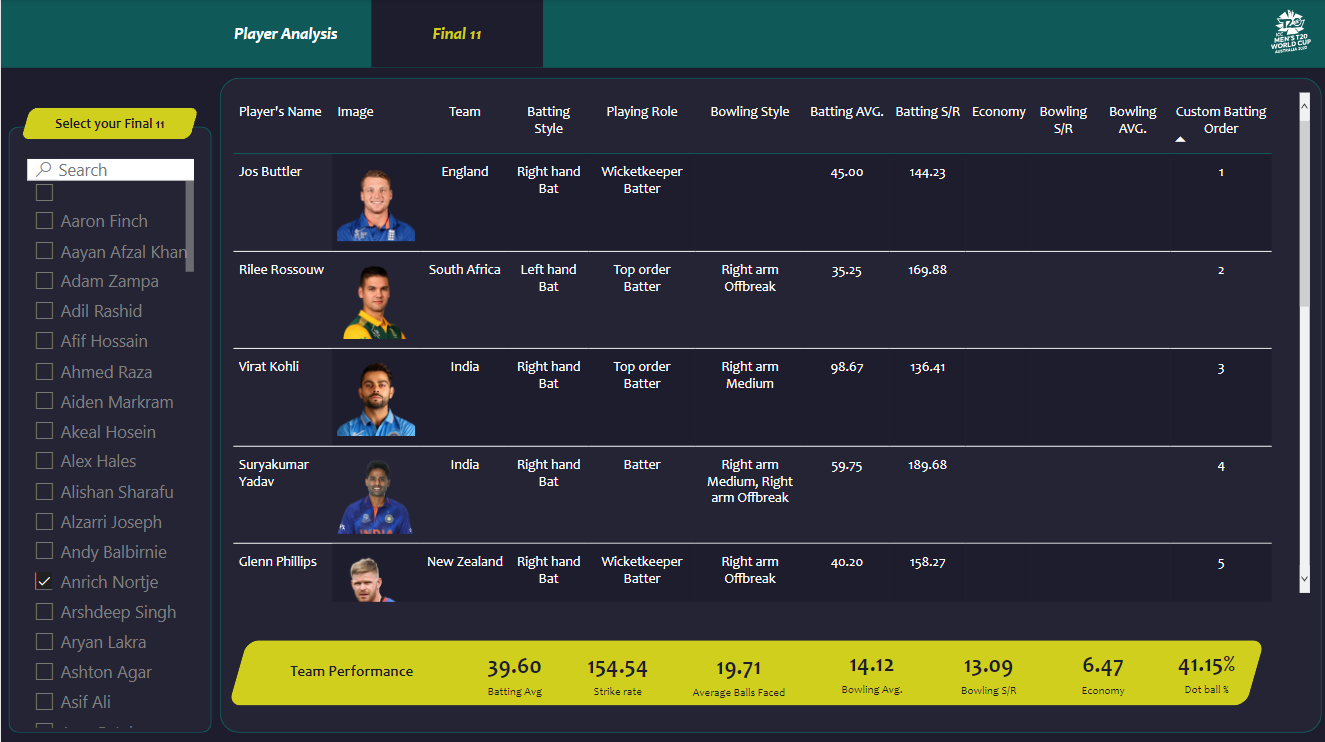 Player Analysis
Final 11
ICC
MEN'S T20
WORLD CUP
AUSTRALIA 2022
Select your Final 11
Search
Aaron Finch
Aayan Afzal Khan
Adam Zampa
Adil Rashid
Afif Hossain
Ahmed Raza
Aiden Markram
Akeal Hosein
Alex Hales
Alishan Sharafu
Alzarri Joseph
Andy Balbirnie
Anrich Nortje
Arshdeep Singh
Aryan Lakra
Ashton Agar
Asif Ali
Player's Name Image Team Batting Style Playing Role Bowling Style Batting AVG. Batting S/R Economy Bowling S/R Bowling AVG. Custom Batting Order
Jos Buttler England Right hand Bat Wicketkeeper Batter 45.00 144.23 1
Rilee Rossouw South Africa Left hand Bat Top order Batter Right arm Offbreak 35.25 169.88 2
Virat Kohli India Right hand Bat Top order Batter Right arm Medium 98.67 136.41 3
Suryakumar Yadav India Right hand Bat Batter Right arm Medium, Right arm Offbreak 59.75 189.68 4
INDIA
Glenn Phillips New Zealand Right hand Bat Wicketkeeper Batter Right arm Offbreak 40.20 158.27 5
Team Performance
39.60 154.54 19.71 14.12 13.09 6.47 41.15%
Batting Avg Strike rate Average Balls Faced Bowling Avg. Bowling S/R Economy Dot ball %